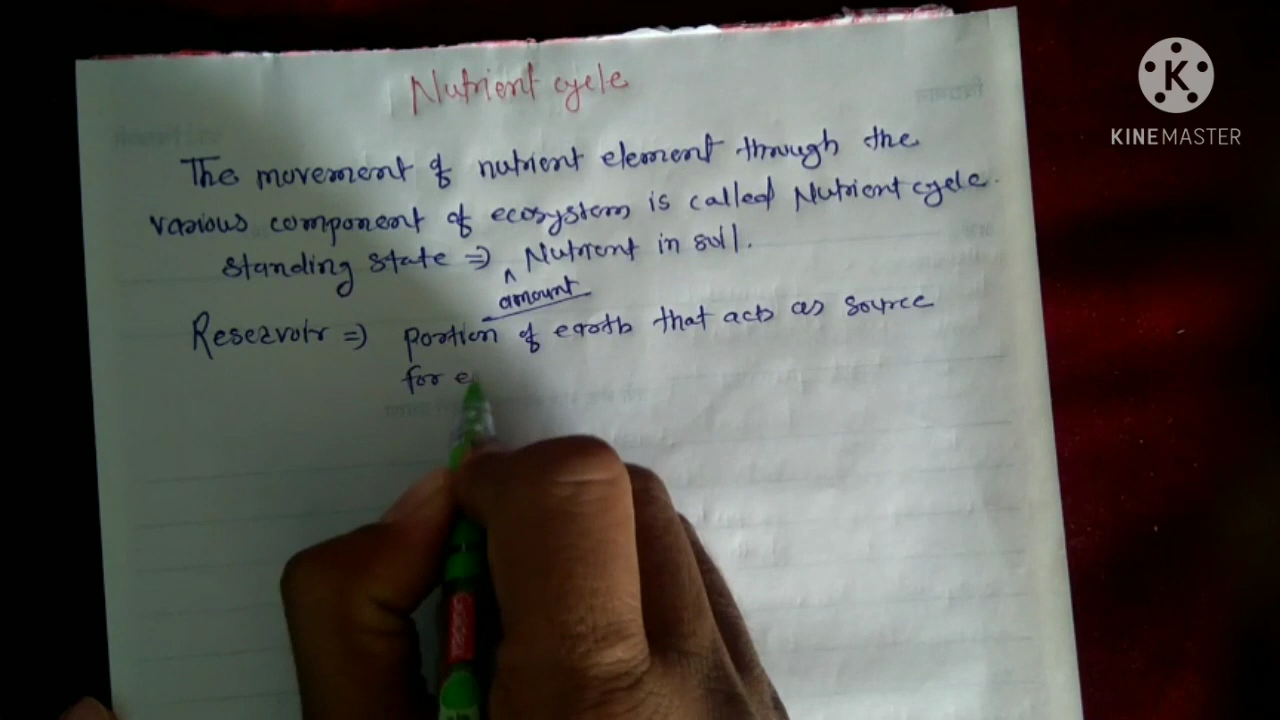 Nutrient cycle
The movement of nutrient element through the
various component of ecosystem is called Nutrient cycle.
Standing state => ^ Nutrient in soil.
amount
Reservoir => portion of earth that acts as source
for e
K
KINEMASTER